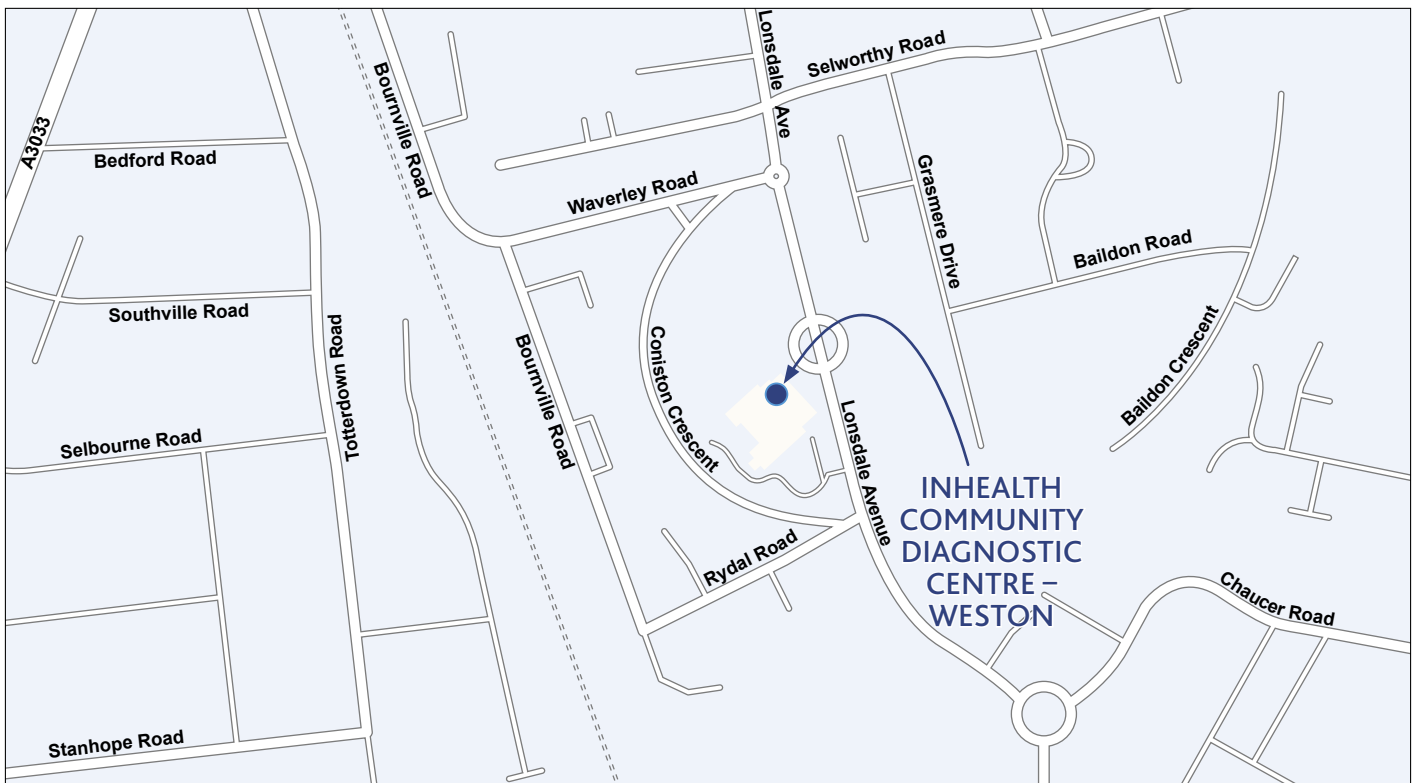 Lonsdale Ave
Selworthy Road
A3033
Bournville Road
Bedford Road
Waverley Road
Grasmere Drive
Baildon Road
Southville Road
Totterdown Road
Bournville Road
Coniston Crescent
Baildon Crescent
Selbourne Road
Lonsdale Avenue
INHEALTH
COMMUNITY
DIAGNOSTIC
CENTRE –
WESTON
Rydal Road
Chaucer Road
Stanhope Road